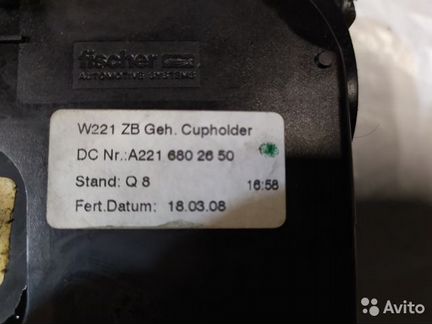 fischer
AUTOMOTIVE SYSTEMS
W221 ZB Geh. Cupholder
DC Nr.:A221 680 26 50
Stand: Q 8 16:58
Fert.Datum: 18.03.08
Avito